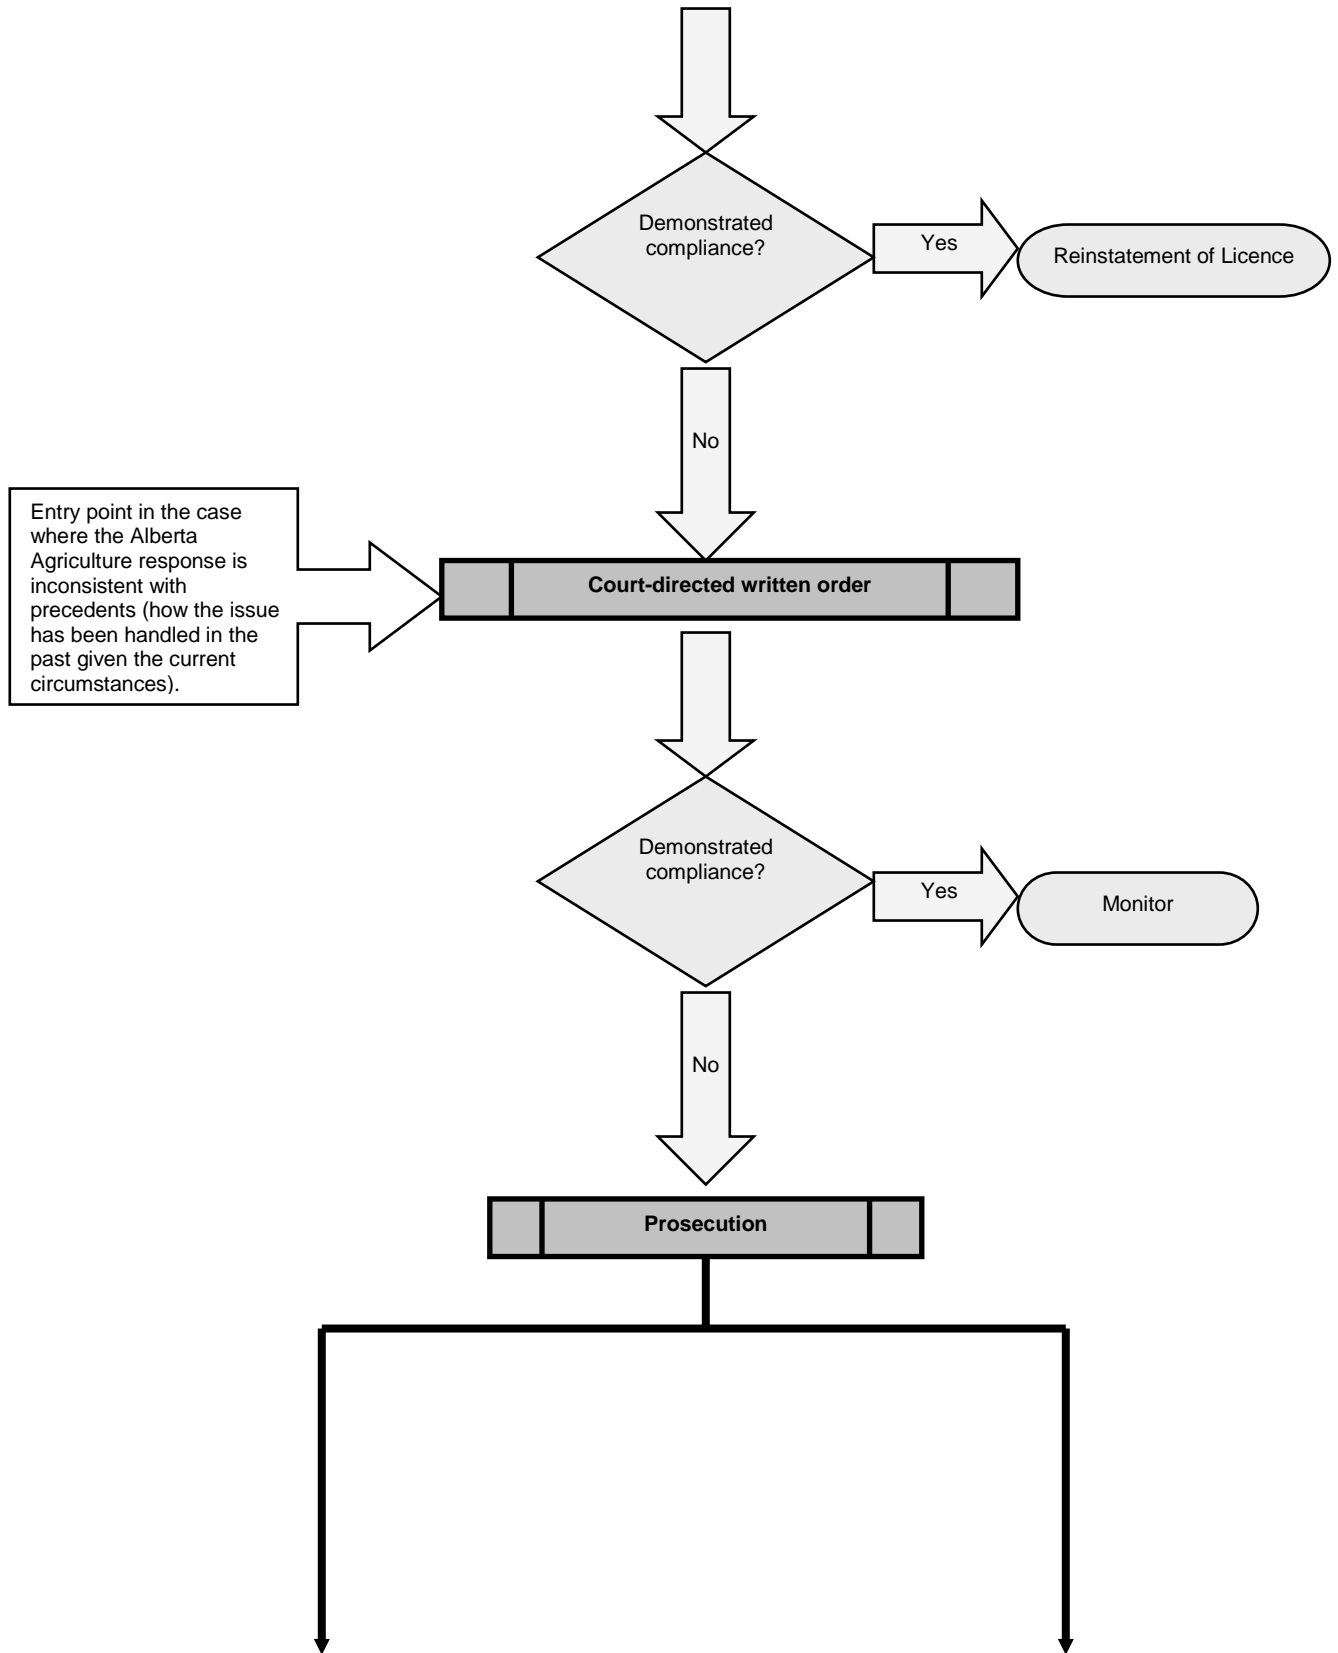 Demonstrated
compliance?
Yes
Reinstatement of Licence
No
Entry point in the case
where the Alberta
Agriculture response is
inconsistent with
precedents (how the issue
has been handled in the
past given the current
circumstances).
Court-directed written order
Demonstrated
compliance?
Yes
Monitor
No
Prosecution